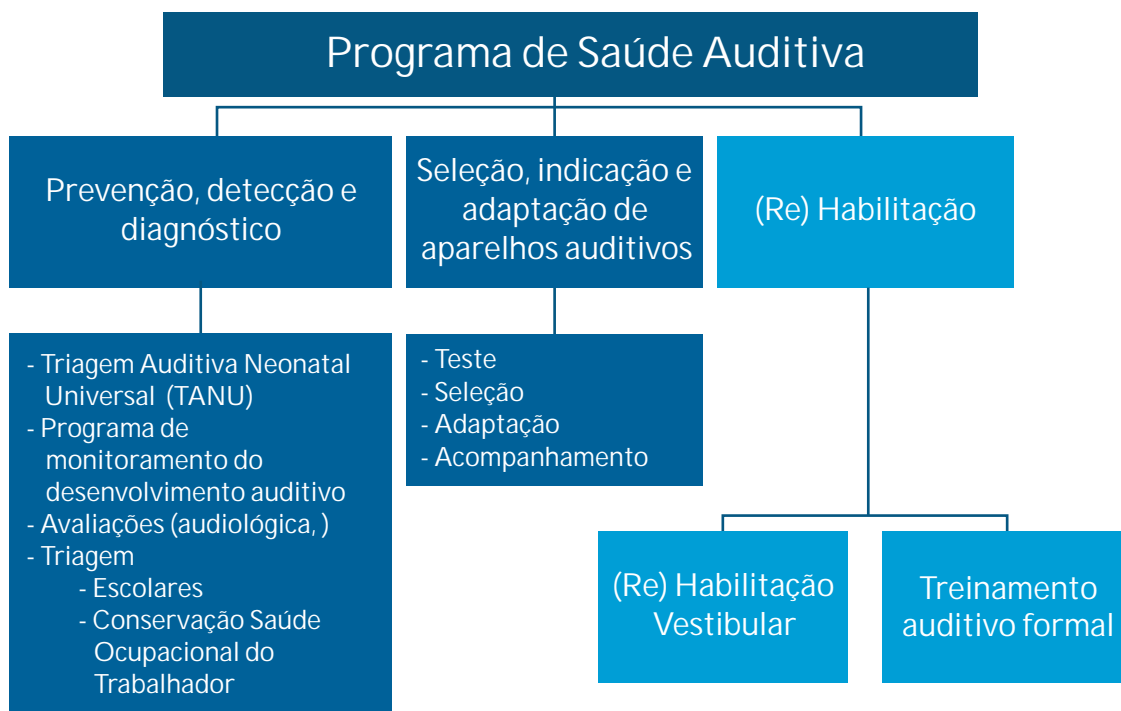 Programa de Saúde Auditiva
Prevenção, detecção e
diagnóstico
Seleção, indicação e
adaptação de
aparelhos auditivos
(Re) Habilitação
- Triagem Auditiva Neonatal
Universal (TANU)
- Programa de
monitoramento do
desenvolvimento auditivo
- Avaliações (audiológica, )
- Triagem
- Escolares
- Conservação Saúde
Ocupacional do
Trabalhador
- Teste
- Seleção
- Adaptação
- Acompanhamento
(Re) Habilitação
Vestibular
Treinamento
auditivo formal